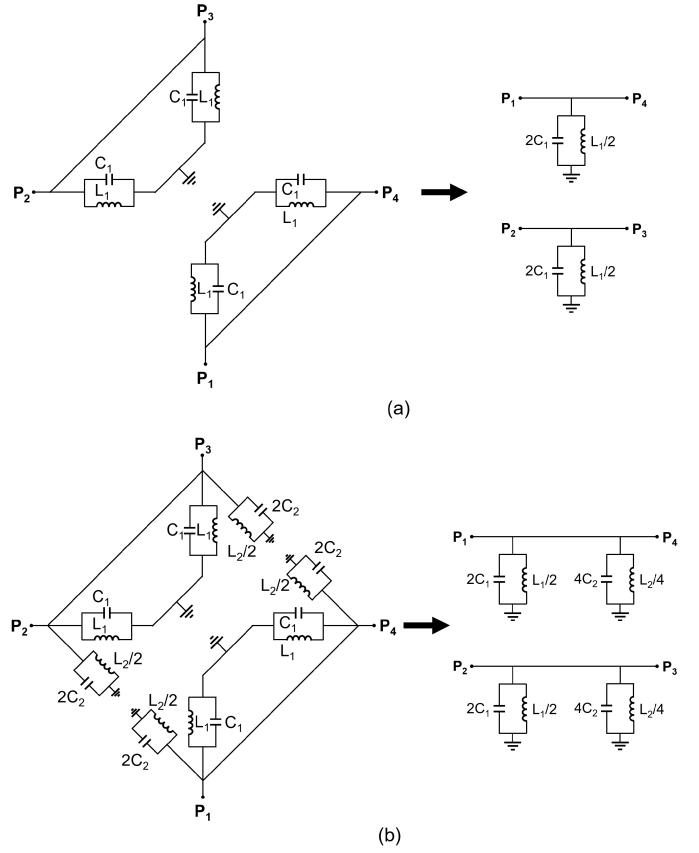 P3
C1 L1
P1 P4
2C1 L1/2
C1
P2 L1
C1 P4
L1
P2 P3
2C1 L1/2
L1 C1
P1
(a)
P3
2C2
C1 L1
L2/2
2C2
L2/2
P1 P4
2C1 L1/2 4C2 L2/4
C1
P2 L1
C1 P4
L1
L2/2
2C2
L2/2
P2 P3
L1 C1
2C2
2C1 L1/2 4C2 L2/4
P1
(b)